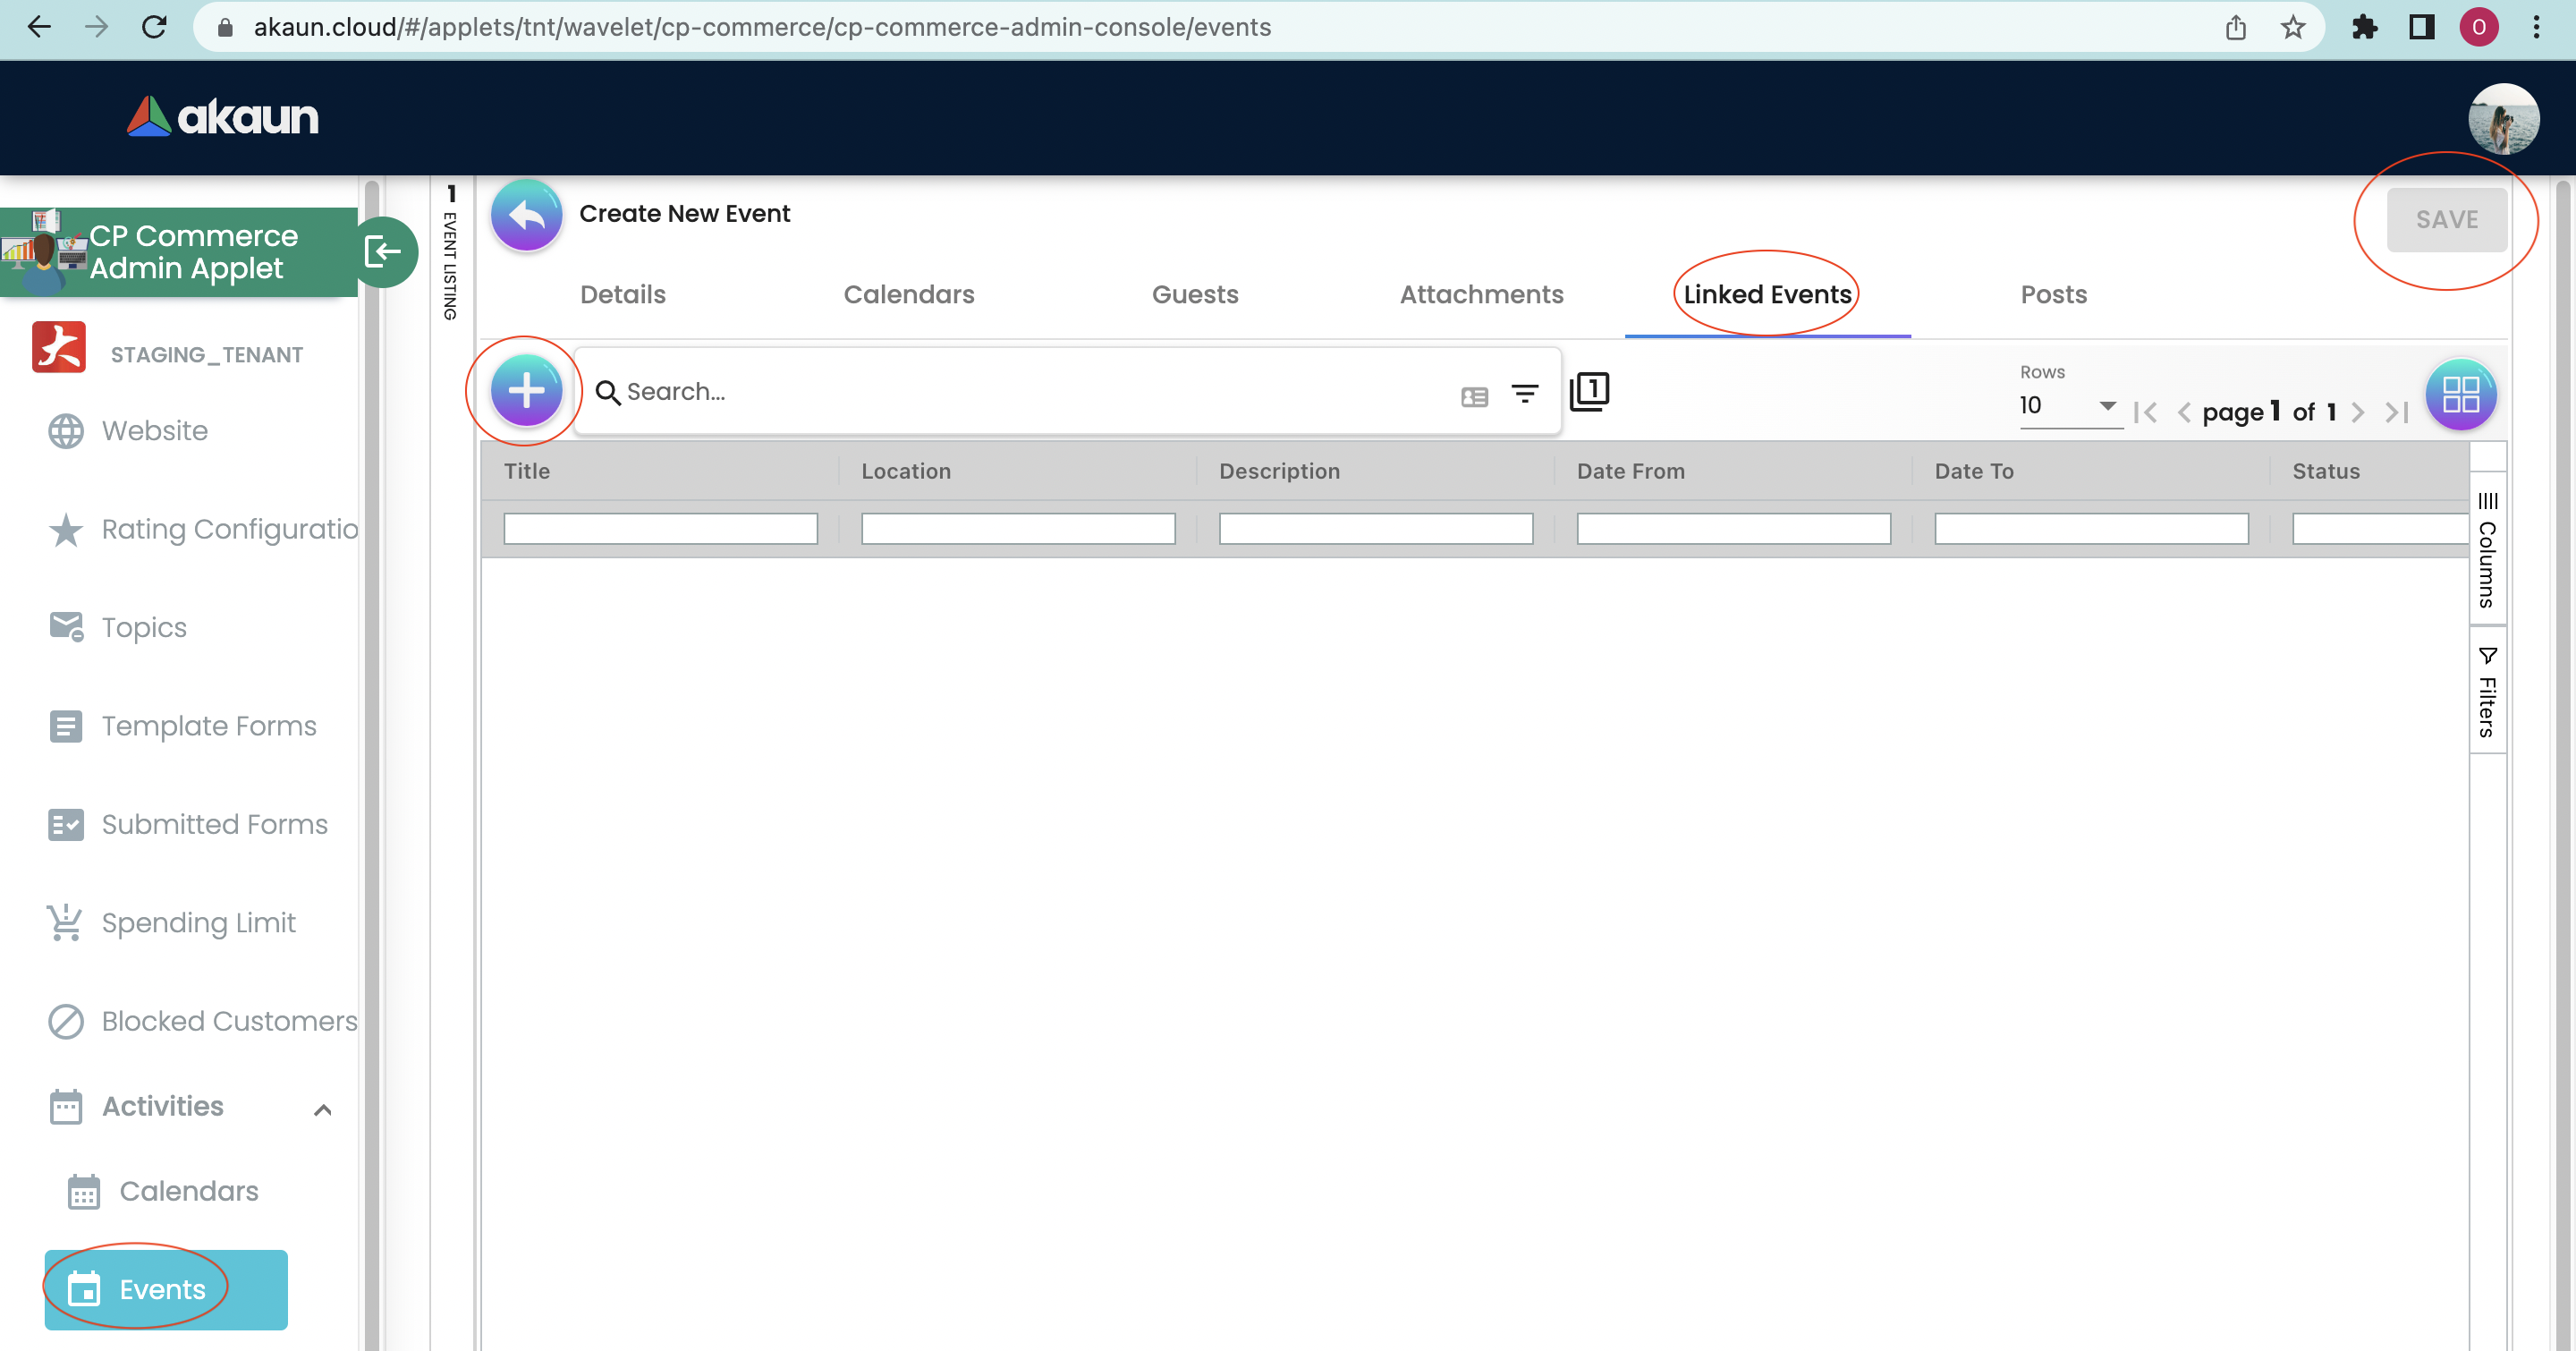 akaun.cloud/#/applets/tnt/wavelet/cp-commerce/cp-commerce-admin-console/events
O
akaun
CP Commerce
Admin Applet
STAGING_TENANT
Website
Rating Configuratio
Topics
Template Forms
Submitted Forms
Spending Limit
Blocked Customers
Activities
Calendars
Events
1 EVENT LISTING
Create New Event
SAVE
Details Calendars Guests Attachments Linked Events Posts
Search...
1
Rows
10
page 1 of 1
Title Location Description Date From Date To Status
Columns
Filters